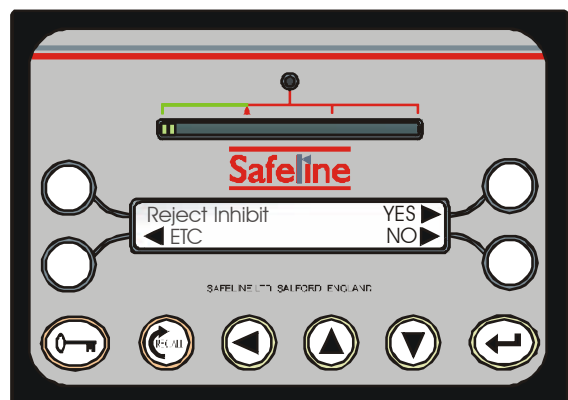 Safeline
Reject Inhibit YES
ETC NO
SAFELINE LTD SALFORD ENGLAND
RECALL